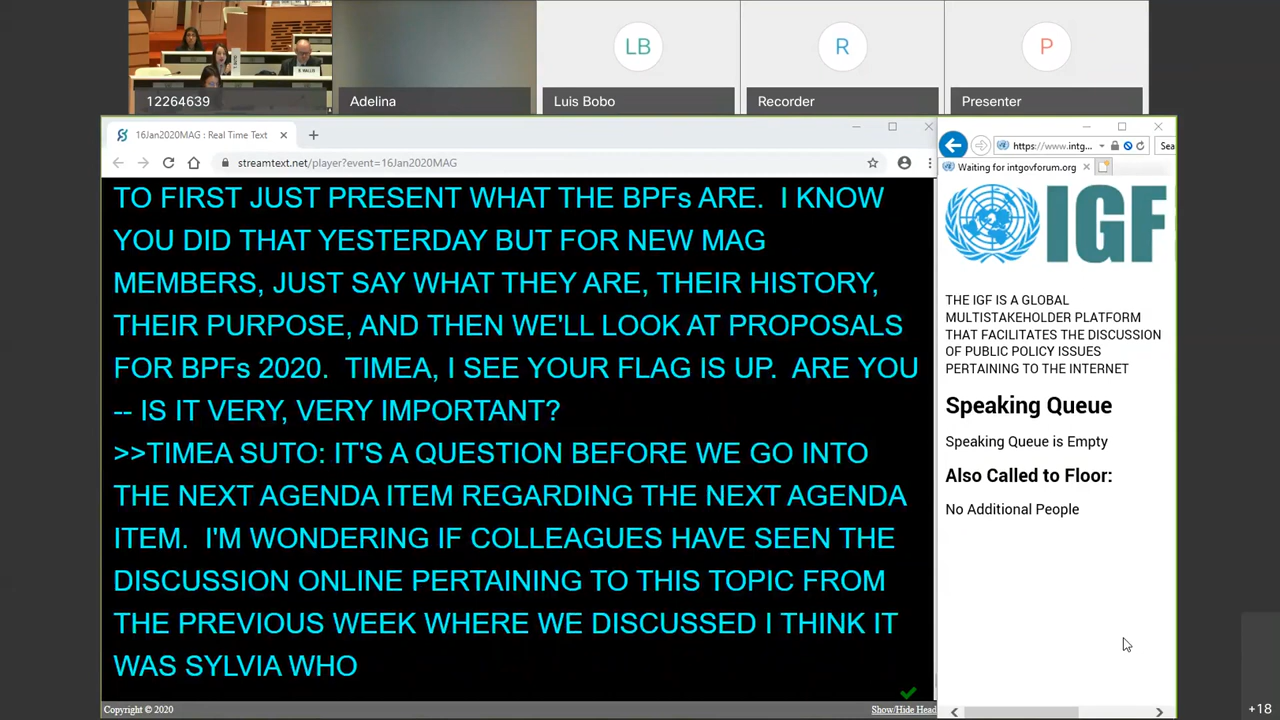 LB
R
P
12264639
Adelina
Luis Bobo
Recorder
Presenter
16Jan2020MAG : Real Time Text
streamtext.net/player?event=16Jan2020MAG
TO FIRST JUST PRESENT WHAT THE BPFs ARE.  I KNOW
YOU DID THAT YESTERDAY BUT FOR NEW MAG
MEMBERS, JUST SAY WHAT THEY ARE, THEIR HISTORY,
THEIR PURPOSE, AND THEN WE'LL LOOK AT PROPOSALS
FOR BPFs 2020.  TIMEA, I SEE YOUR FLAG IS UP.  ARE YOU
-- IS IT VERY, VERY IMPORTANT?
>>TIMEA SUTO: IT'S A QUESTION BEFORE WE GO INTO
THE NEXT AGENDA ITEM REGARDING THE NEXT AGENDA
ITEM.  I'M WONDERING IF COLLEAGUES HAVE SEEN THE
DISCUSSION ONLINE PERTAINING TO THIS TOPIC FROM
THE PREVIOUS WEEK WHERE WE DISCUSSED I THINK IT
WAS SYLVIA WHO
Copyright © 2020
Show/Hide Head
https://www.intg...
Sea
Waiting for intgovforum.org
IGF
THE IGF IS A GLOBAL
MULTISTAKEHOLDER PLATFORM
THAT FACILITATES THE DISCUSSION
OF PUBLIC POLICY ISSUES
PERTAINING TO THE INTERNET
Speaking Queue
Speaking Queue is Empty
Also Called to Floor:
No Additional People
+18